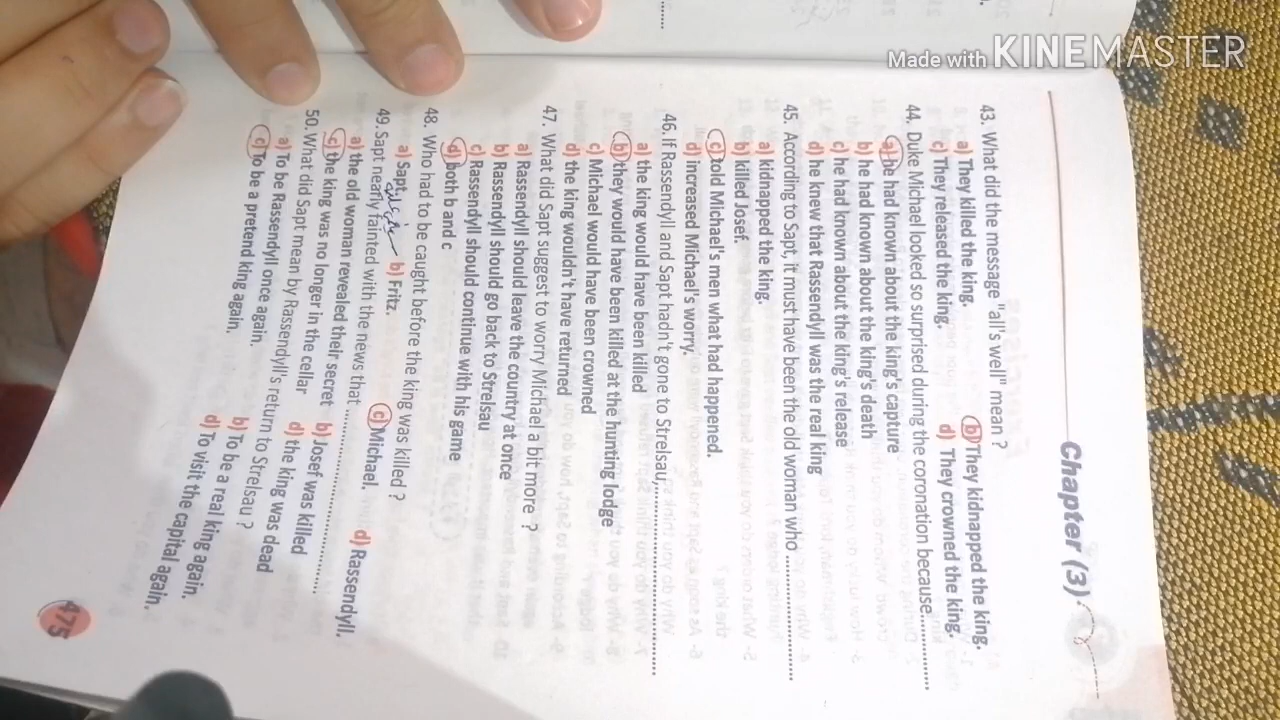 Made with KINEMASTER
Chapter (3)
43. What did the message "all's well" mean ?
a) They killed the king. b) They kidnapped the king.
c) They released the king. d) They crowned the king.
44. Duke Michael looked so surprised during the coronation because..............
a) he had known about the king's capture
b) he had known about the king's death
c) he had known about the king's release
d) he knew that Rassendyll was the real king
45. According to Sapt, it must have been the old woman who ......................
a) kidnapped the king.
b) killed Josef.
c) told Michael's men what had happened.
d) increased Michael's worry.
46. If Rassendyll and Sapt hadn't gone to Strelsau,................................
a) the king would have been killed
b) they would have been killed at the hunting lodge
c) Michael would have been crowned
d) the king wouldn't have returned
47. What did Sapt suggest to worry Michael a bit more ?
a) Rassendyll should leave the country at once
b) Rassendyll should go back to Strelsau
c) Rassendyll should continue with his game
d) both b and c
48. Who had to be caught before the king was killed ?
a) Sapt. b) Fritz. c) Michael. d) Rassendyll.
49. Sapt nearly fainted with the news that ................................
a) the old woman revealed their secret b) Josef was killed
c) the king was no longer in the cellar d) the king was dead
50. What did Sapt mean by Rassendyll's return to Strelsau ?
a) To be Rassendyll once again. b) To be a real king again.
c) To be a pretend king again. d) To visit the capital again.
475